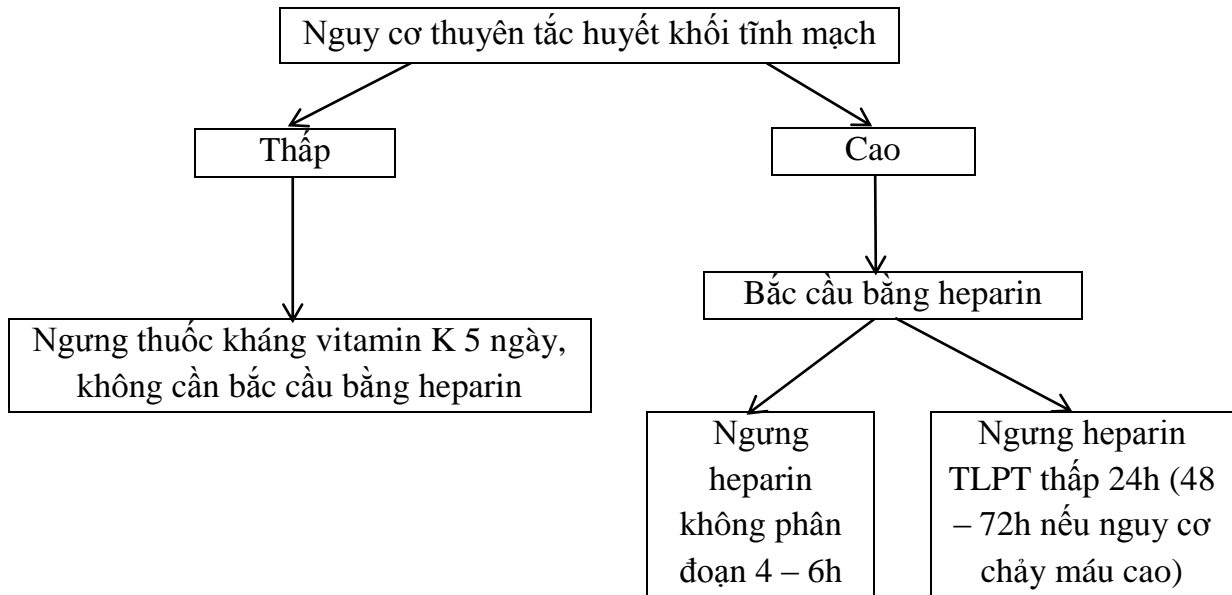 Nguy cơ thuyên tắc huyết khối tĩnh mạch
Thấp
Cao
Bắc cầu bằng heparin
Ngưng thuốc kháng vitamin K 5 ngày,
không cần bắc cầu bằng heparin
Ngưng
heparin
không phân
đoạn 4 – 6h
Ngưng heparin
TLPT thấp 24h (48
– 72h nếu nguy cơ
chảy máu cao)